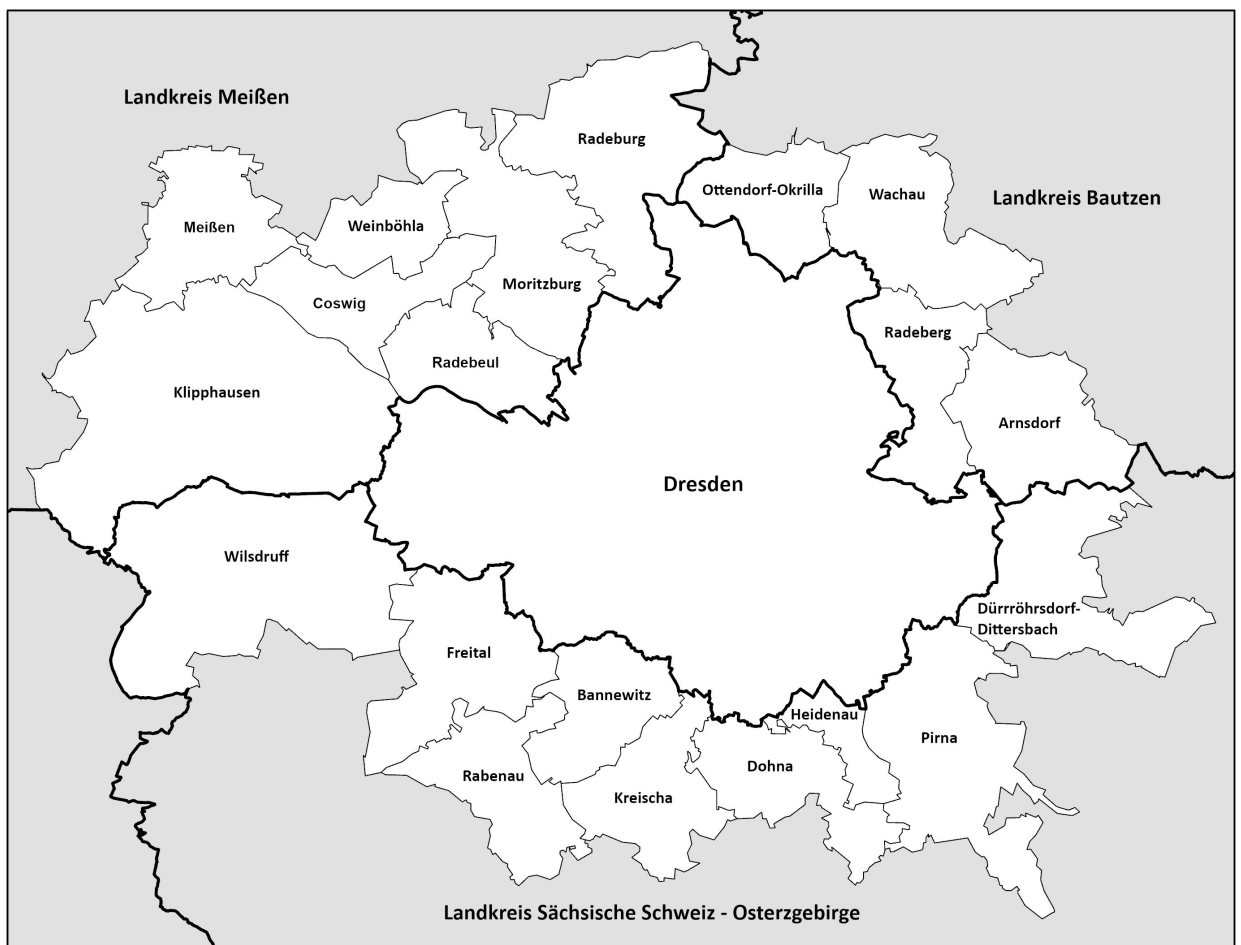 Landkreis Meißen
Radeburg
Ottendorf-Okrilla
Wachau
Landkreis Bautzen
Meißen
Weinböhla
Moritzburg
Coswig
Radeberg
Radebeul
Klipphausen
Arnsdorf
Dresden
Wilsdruff
Dürrröhrsdorf-
Dittersbach
Freital
Bannewitz
Heidenau
Pirna
Rabenau
Dohna
Kreischa
Landkreis Sächsische Schweiz - Osterzgebirge